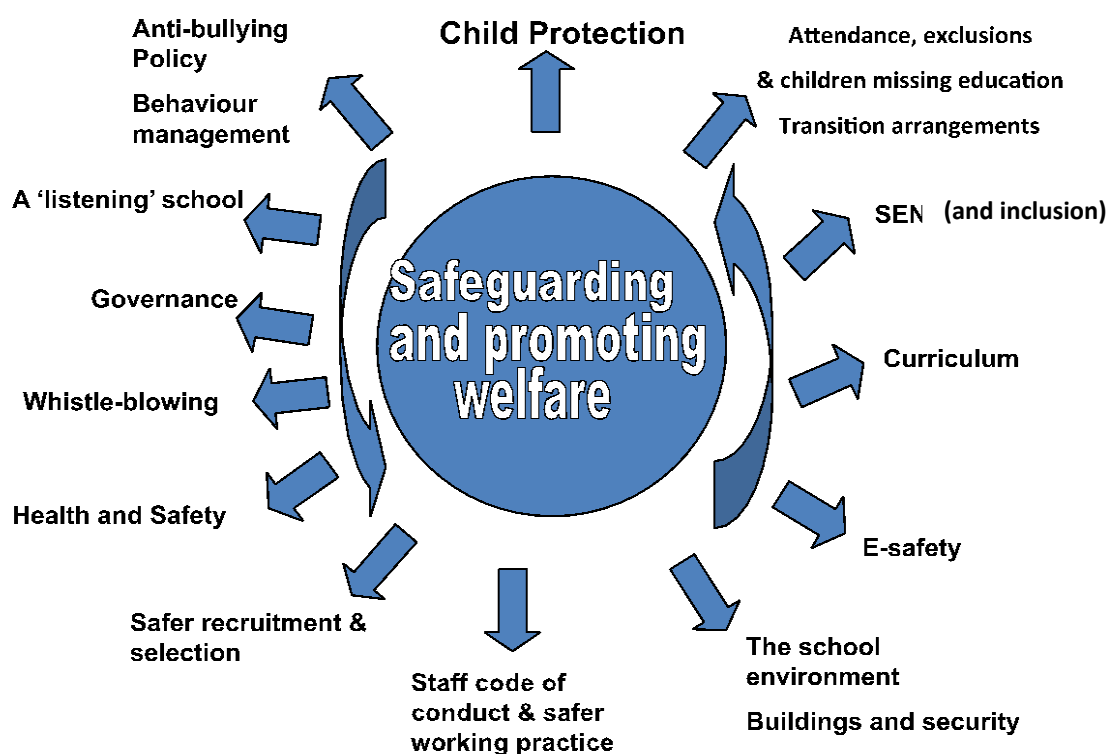 Child Protection
Attendance, exclusions
& children missing education
Transition arrangements
SEN (and inclusion)
Curriculum
E-safety
The school
environment
Buildings and security
Staff code of
conduct & safer
working practice
Safer recruitment &
selection
Health and Safety
Whistle-blowing
Governance
A ‘listening’ school
Anti-bullying
Policy
Behaviour
management
Safeguarding
and promoting
welfare